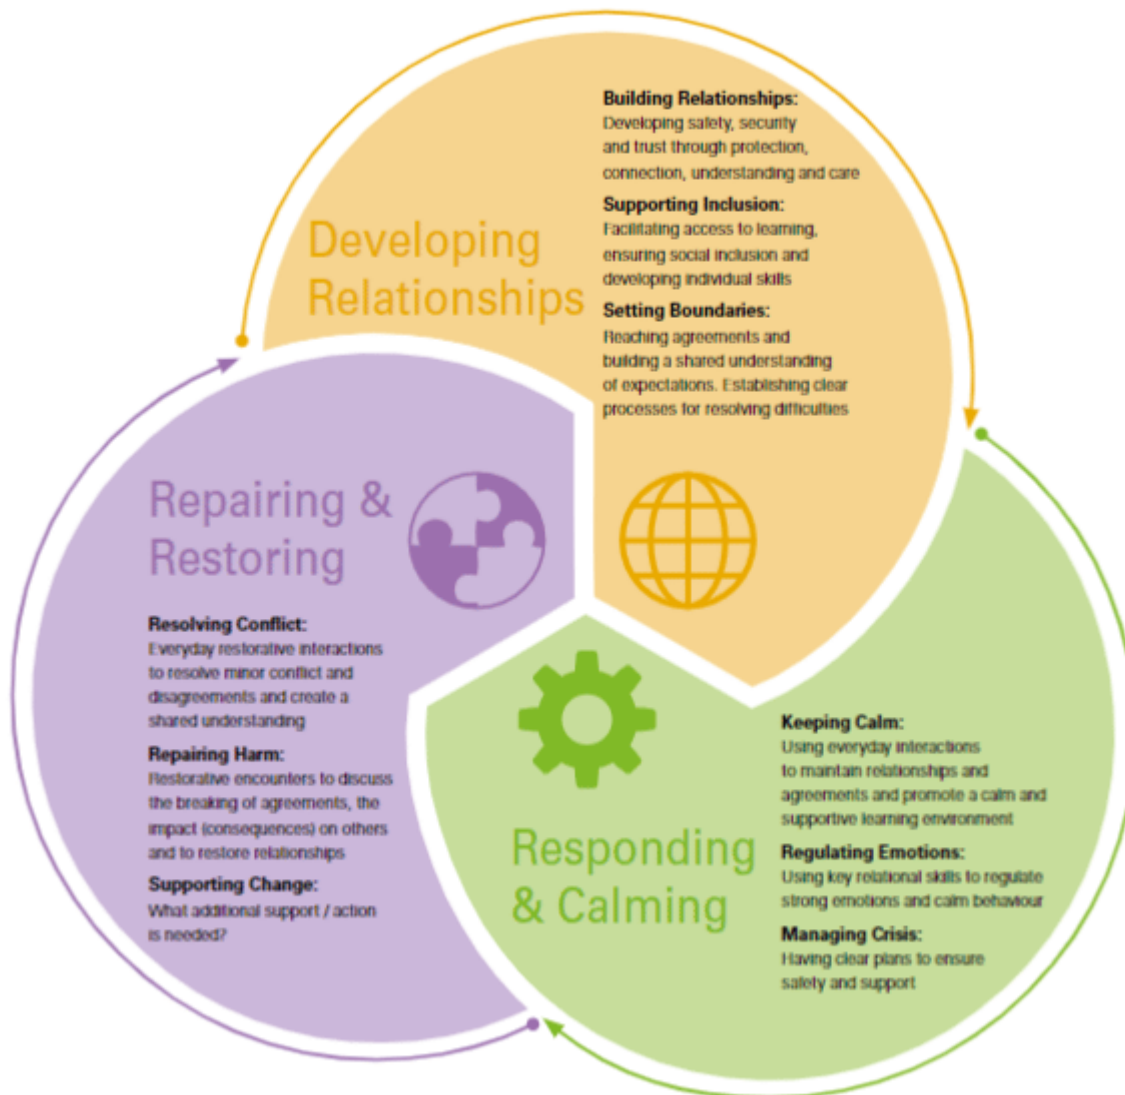 Developing
Relationships
Building Relationships:
Developing safety, security
and trust through protection,
connection, understanding and care
Supporting Inclusion:
Facilitating access to learning,
ensuring social inclusion and
developing individual skills
Setting Boundaries:
Reaching agreements and
building a shared understanding
of expectations. Establishing clear
processes for resolving difficulties
Repairing &
Restoring
Resolving Conflict:
Everyday restorative interactions
to resolve minor conflict and
disagreements and create a
shared understanding
Repairing Harm:
Restorative encounters to discuss
the breaking of agreements, the
impact (consequences) on others
and to restore relationships
Supporting Change:
What additional support / action
is needed?
Responding
& Calming
Keeping Calm:
Using everyday interactions
to maintain relationships and
agreements and promote a calm and
supportive learning environment
Regulating Emotions:
Using key relational skills to regulate
strong emotions and calm behaviour
Managing Crisis:
Having clear plans to ensure
safety and support